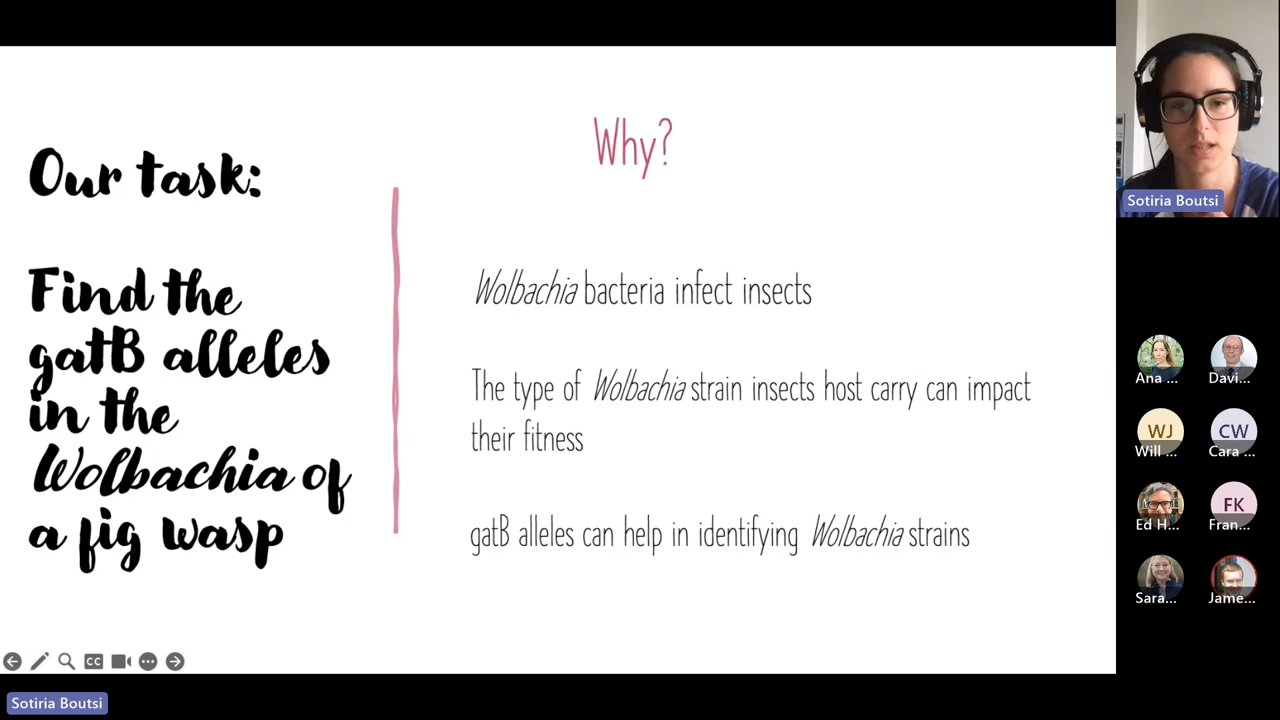 Our task:
Find the
gatB alleles
in the
Wolbachia of
a fig wasp
Why?
Wolbachia bacteria infect insects
The type of Wolbachia strain insects host carry can impact
their fitness
gatB alleles can help in identifying Wolbachia strains
CC
Sotiria Boutsi
Sotiria Boutsi
Ana ...
Davi...
WJ
CW
Will ...
Cara ...
FK
Ed H...
Fran...
Sara...
Jame...